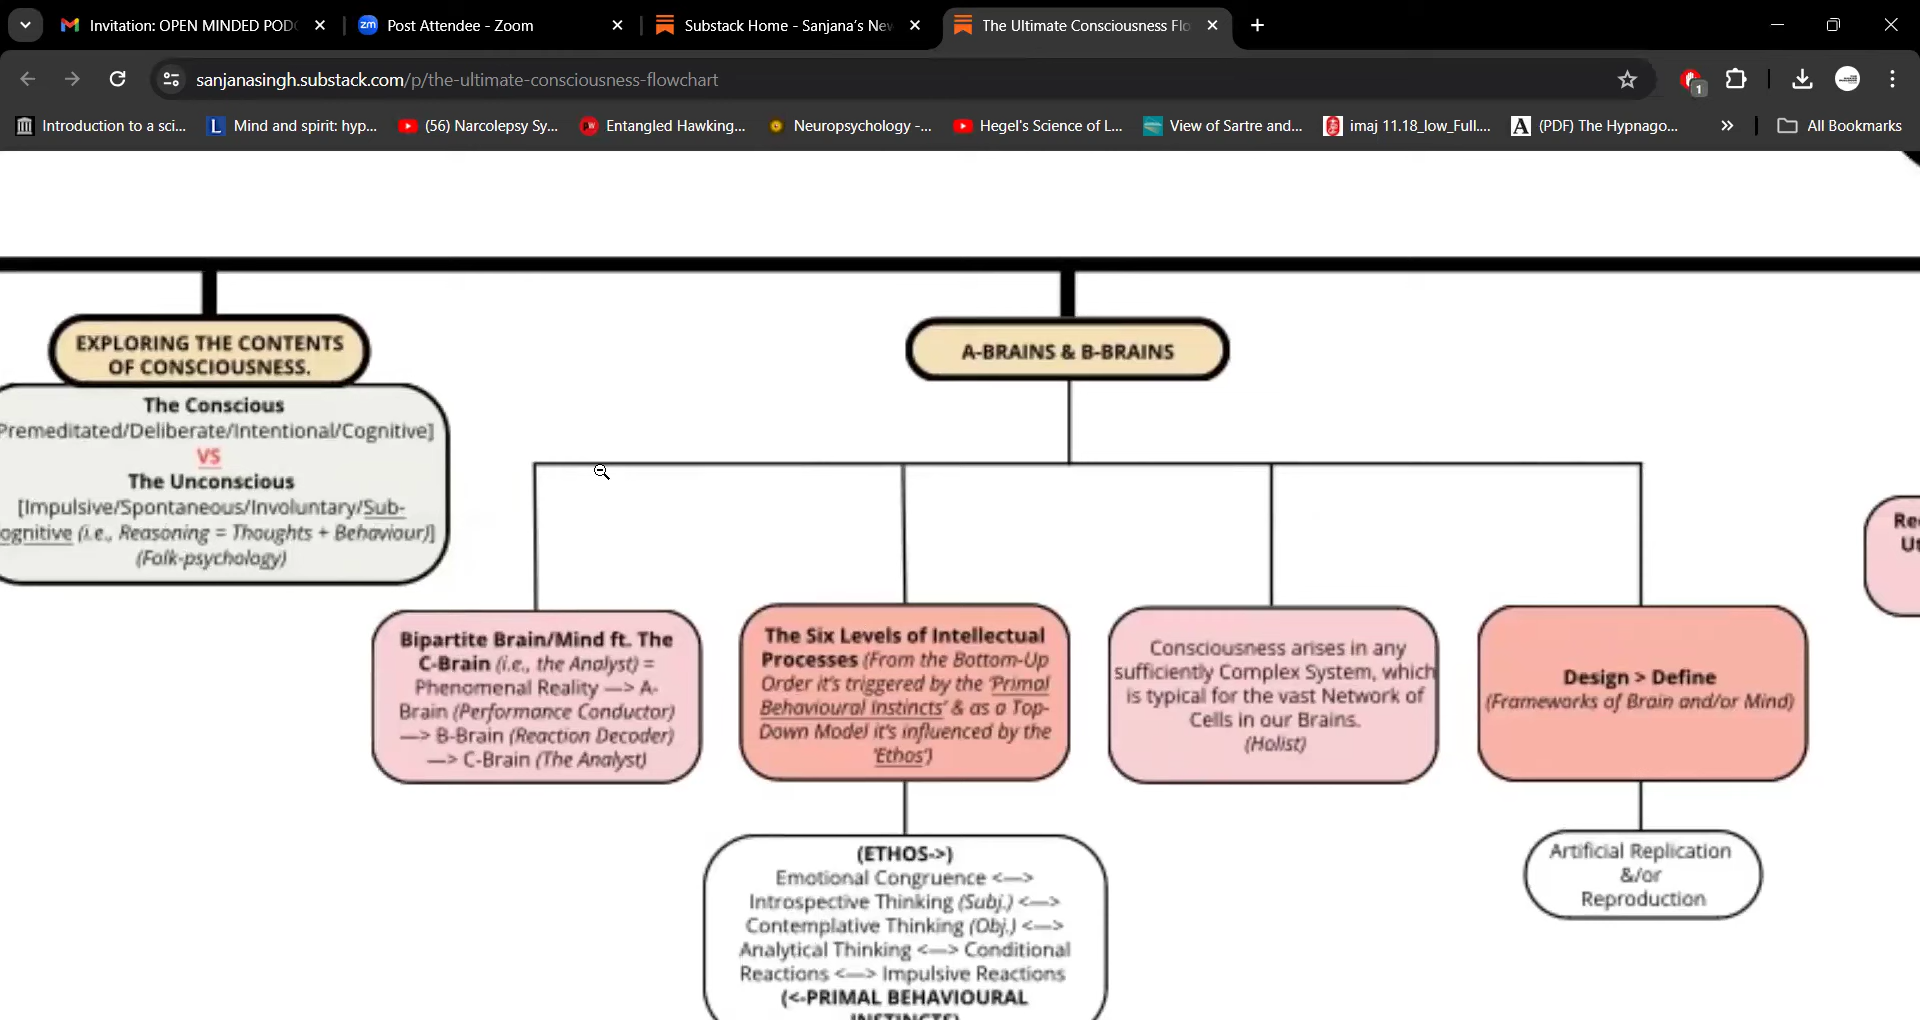 Invitation: OPEN MINDED POD
Post Attendee - Zoom
Substack Home - Sanjana's Ne
The Ultimate Consciousness Flo
sanjanasingh.substack.com/p/the-ultimate-consciousness-flowchart
1
Introduction to a sci...
Mind and spirit: hyp...
(56) Narcolepsy Sy...
Entangled Hawking...
Neuropsychology -...
Hegel's Science of L...
View of Sartre and...
imaj 11.18_low_Full....
(PDF) The Hypnago...
All Bookmarks
EXPLORING THE CONTENTS
OF CONSCIOUSNESS.
The Conscious
Premeditated/Deliberate/Intentional/Cognitive]
VS
The Unconscious
[Impulsive/Spontaneous/Involuntary/Sub-
ognitive (i.e., Reasoning = Thoughts + Behaviour)]
(Folk-psychology)
A-BRAINS & B-BRAINS
Bipartite Brain/Mind ft. The
C-Brain (i.e., the Analyst) =
Phenomenal Reality —> A-
Brain (Performance Conductor)
—> B-Brain (Reaction Decoder)
—> C-Brain (The Analyst)
The Six Levels of Intellectual
Processes (From the Bottom-Up
Order it's triggered by the 'Primal
Behavioural Instincts' & as a Top-
Down Model it's influenced by the
'Ethos')
(ETHOS->)
Emotional Congruence <—>
Introspective Thinking (Subj.) <—>
Contemplative Thinking (Obj.) <—>
Analytical Thinking <—> Conditional
Reactions <—> Impulsive Reactions
(<-PRIMAL BEHAVIOURAL
INSTINCTS)
Consciousness arises in any
sufficiently Complex System, which
is typical for the vast Network of
Cells in our Brains.
(Holist)
Design > Define
(Frameworks of Brain and/or Mind)
Artificial Replication
&/or
Reproduction